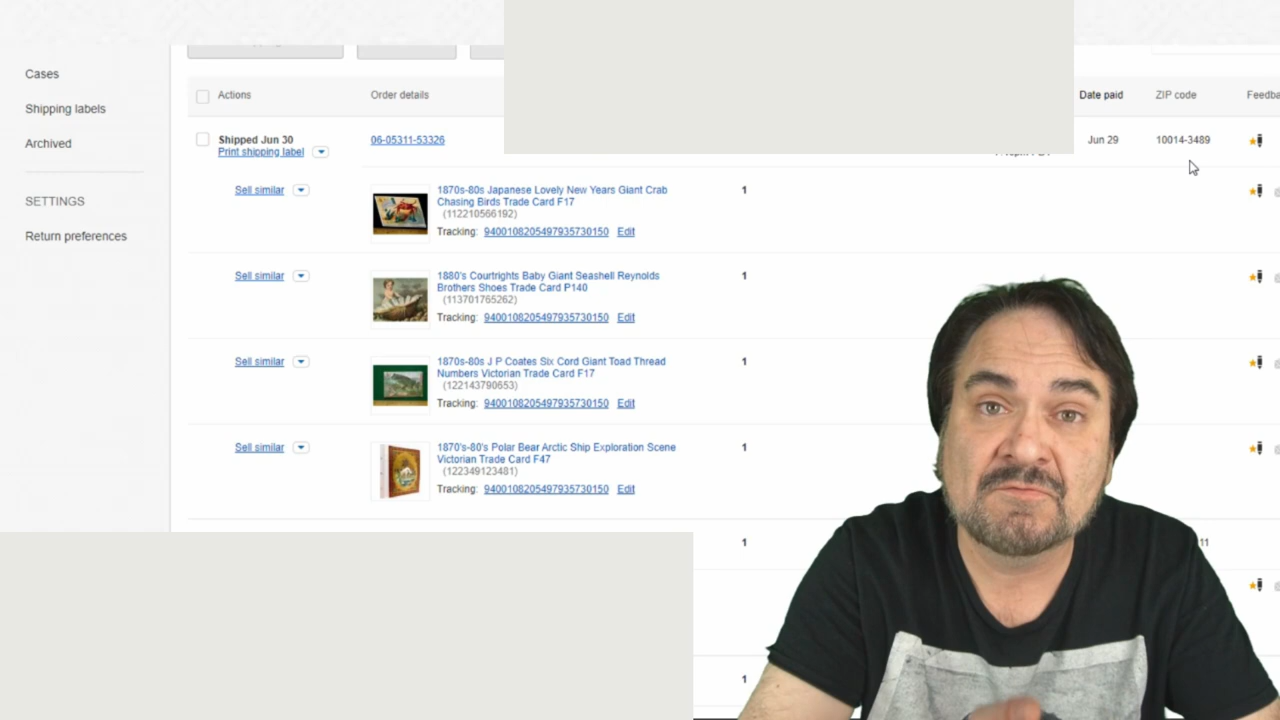 Cases
Shipping labels
Archived
SETTINGS
Return preferences
Actions
Order details
Date paid
ZIP code
Feedba
Shipped Jun 30
Print shipping label
06-05311-53326
Jun 29
10014-3489
Sell similar
1870s-80s Japanese Lovely New Years Giant Crab
Chasing Birds Trade Card F17
(112210566192)
Tracking: 9400108205497935730150 Edit
1
Sell similar
1880's Courtrights Baby Giant Seashell Reynolds
Brothers Shoes Trade Card P140
(113701765262)
Tracking: 9400108205497935730150 Edit
1
Sell similar
1870s-80s J P Coates Six Cord Giant Toad Thread
Numbers Victorian Trade Card F17
(122143790653)
Tracking: 9400108205497935730150 Edit
1
Sell similar
1870's-80's Polar Bear Arctic Ship Exploration Scene
Victorian Trade Card F47
(122349123481)
Tracking: 9400108205497935730150 Edit
1
1
11
1